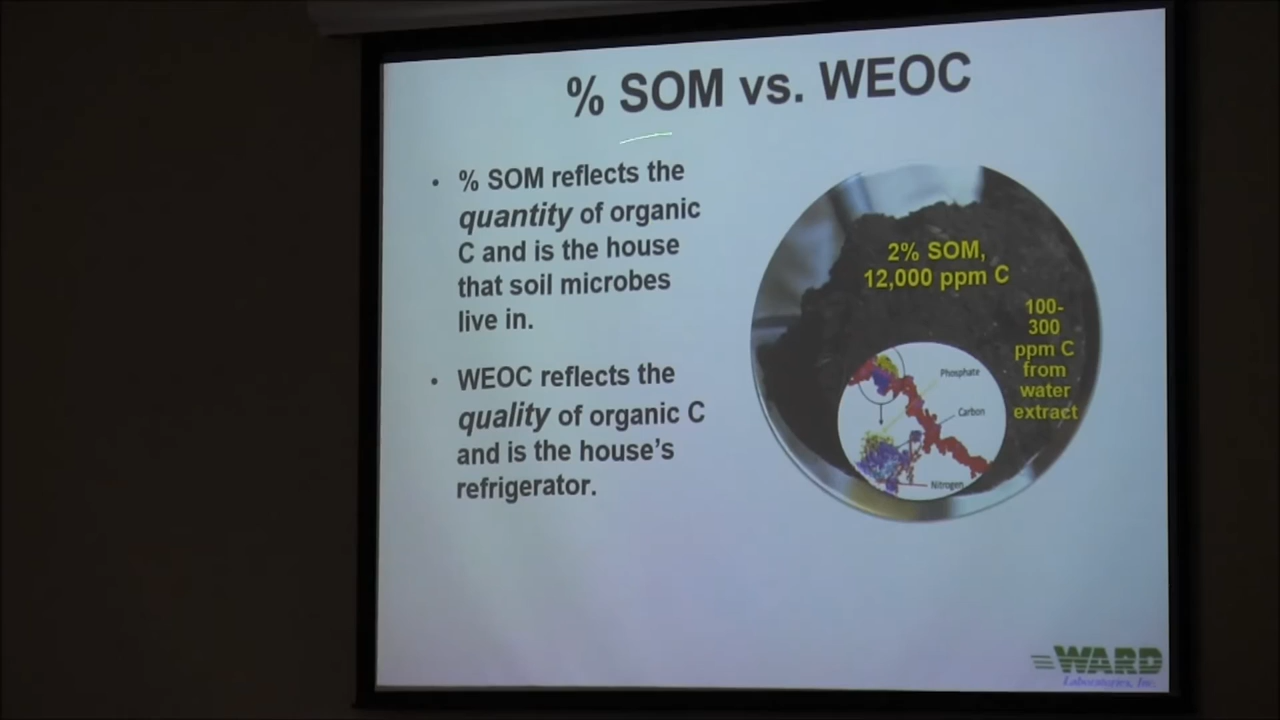 % SOM vs. WEOC
• % SOM reflects the
quantity of organic
C and is the house
that soil microbes
live in.
• WEOC reflects the
quality of organic C
and is the house's
refrigerator.
2% SOM,
12,000 ppm C
100-
300
ppm C
from
water
extract
Phosphate
Carbon
Nitrogen
WARD
Laboratories, Inc.